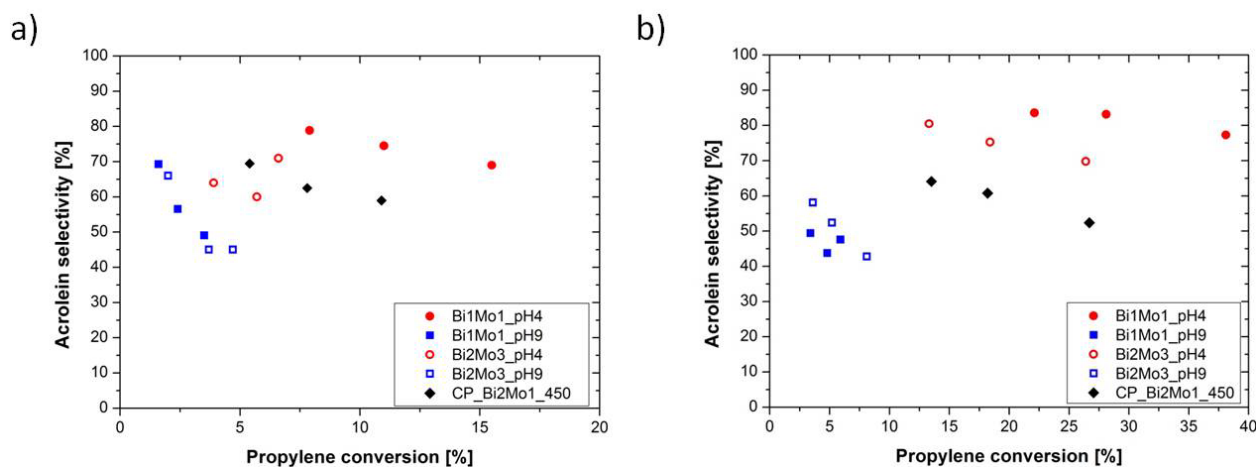 a)
100
90
80
70
60
50
40
30
20
10
0
Acrolein selectivity [%]
0
5
10
15
20
Propylene conversion [%]
Bi1Mo1_pH4
Bi1Mo1_pH9
Bi2Mo3_pH4
Bi2Mo3_pH9
CP_Bi2Mo1_450
b)
100
90
80
70
60
50
40
30
20
10
0
Acrolein selectivity [%]
0
5
10
15
20
25
30
35
40
Propylene conversion [%]
Bi1Mo1_pH4
Bi1Mo1_pH9
Bi2Mo3_pH4
Bi2Mo3_pH9
CP_Bi2Mo1_450